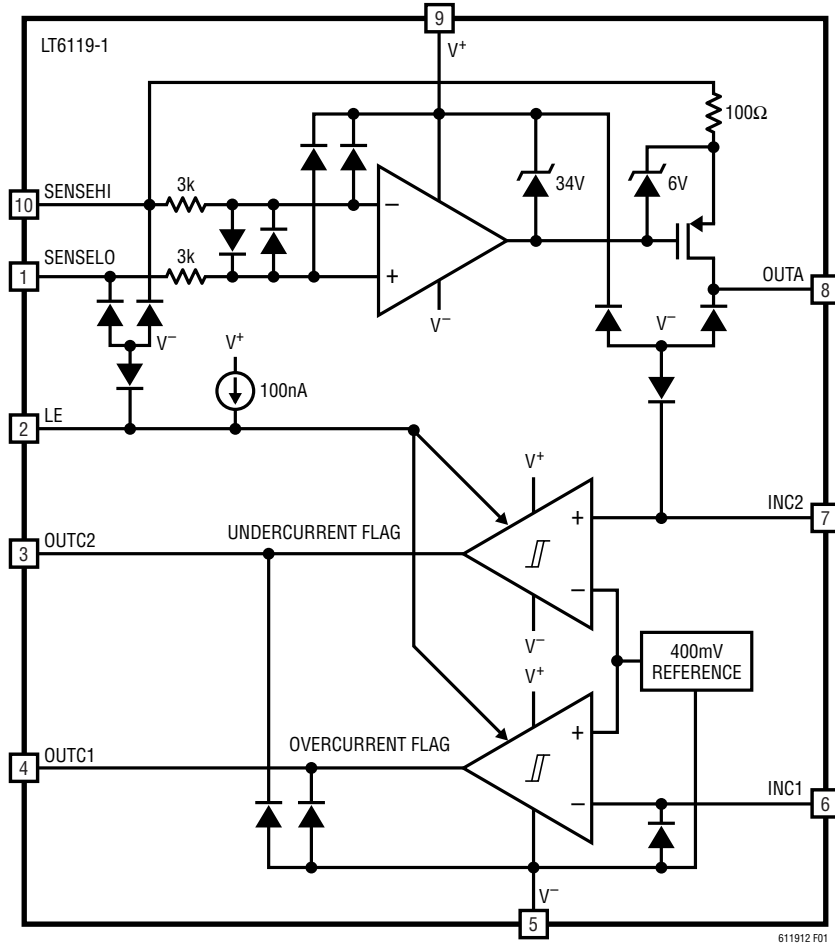 LT6119-1
9
V+
100Ω
3k
34V
6V
10
SENSEHI
−
SENSELO
3k
1
+
OUTA
8
V−
V−
V−
V+
100nA
2
LE
V+
INC2
7
+
3
OUTC2
UNDERCURRENT FLAG
−
V−
400mV
REFERENCE
V+
4
OUTC1
OVERCURRENT FLAG
+
INC1
6
−
V−
5
611912 F01